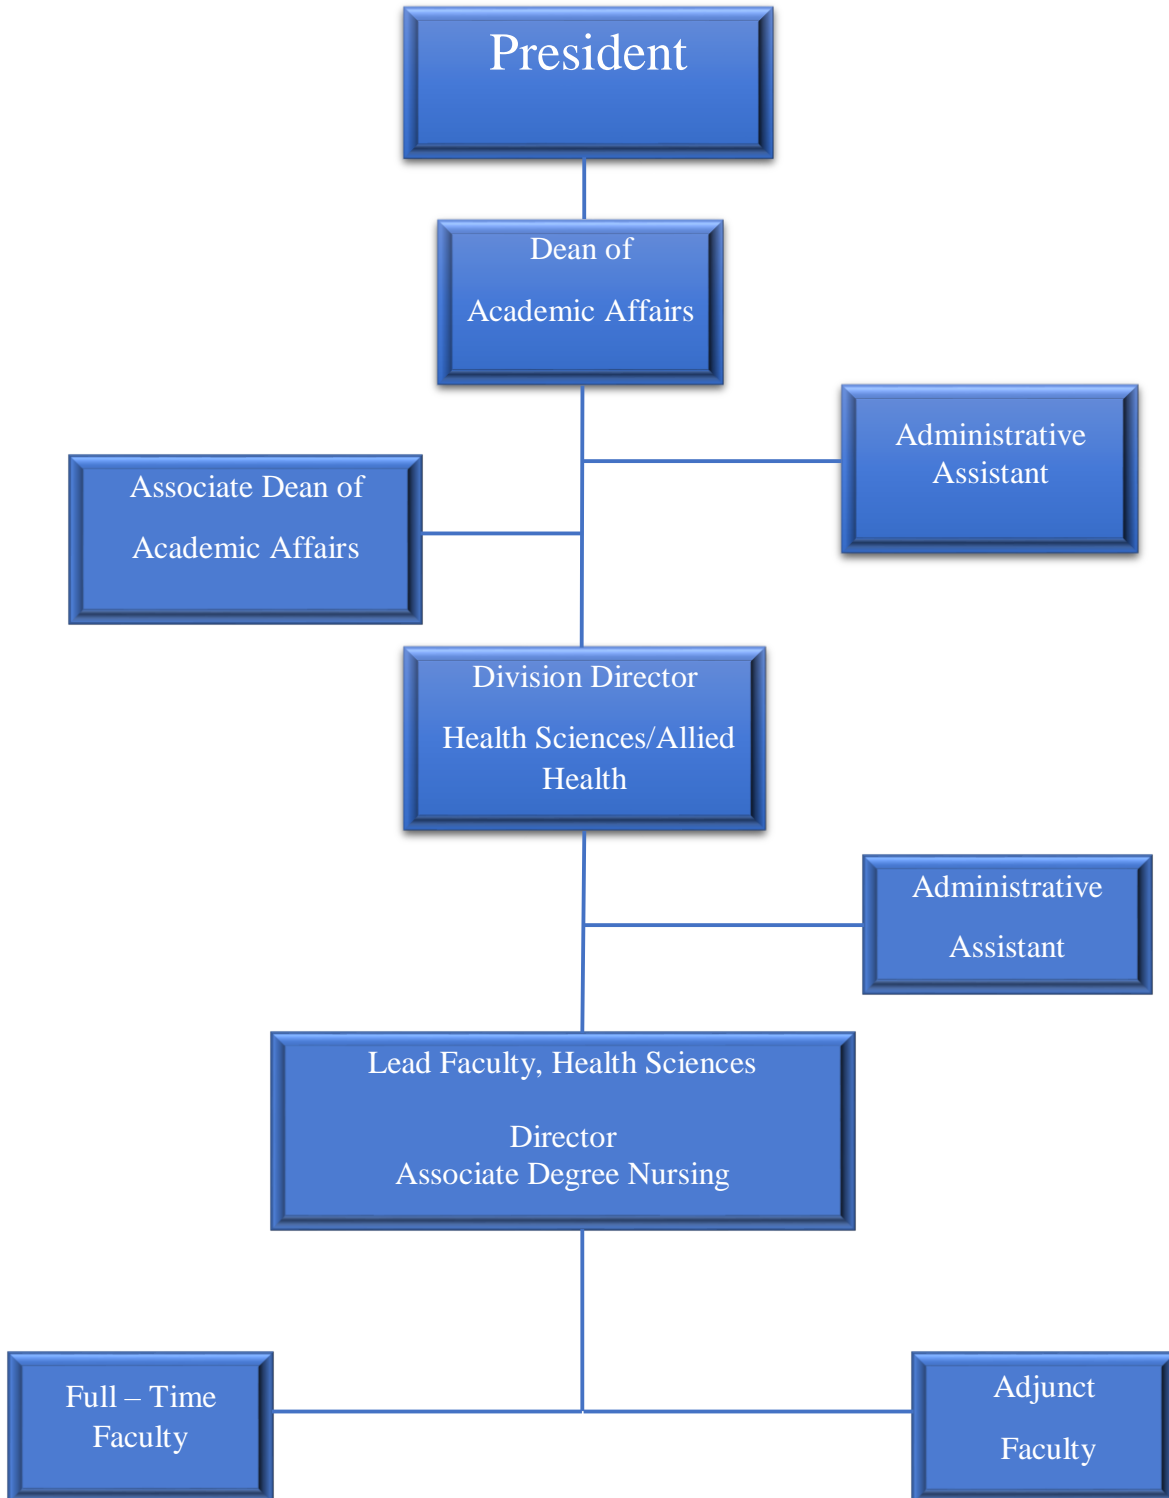 President
Dean of
Academic Affairs
Administrative
Assistant
Associate Dean of
Academic Affairs
Division Director
Health Sciences/Allied
Health
Administrative
Assistant
Lead Faculty, Health Sciences
Director
Associate Degree Nursing
Full – Time
Faculty
Adjunct
Faculty